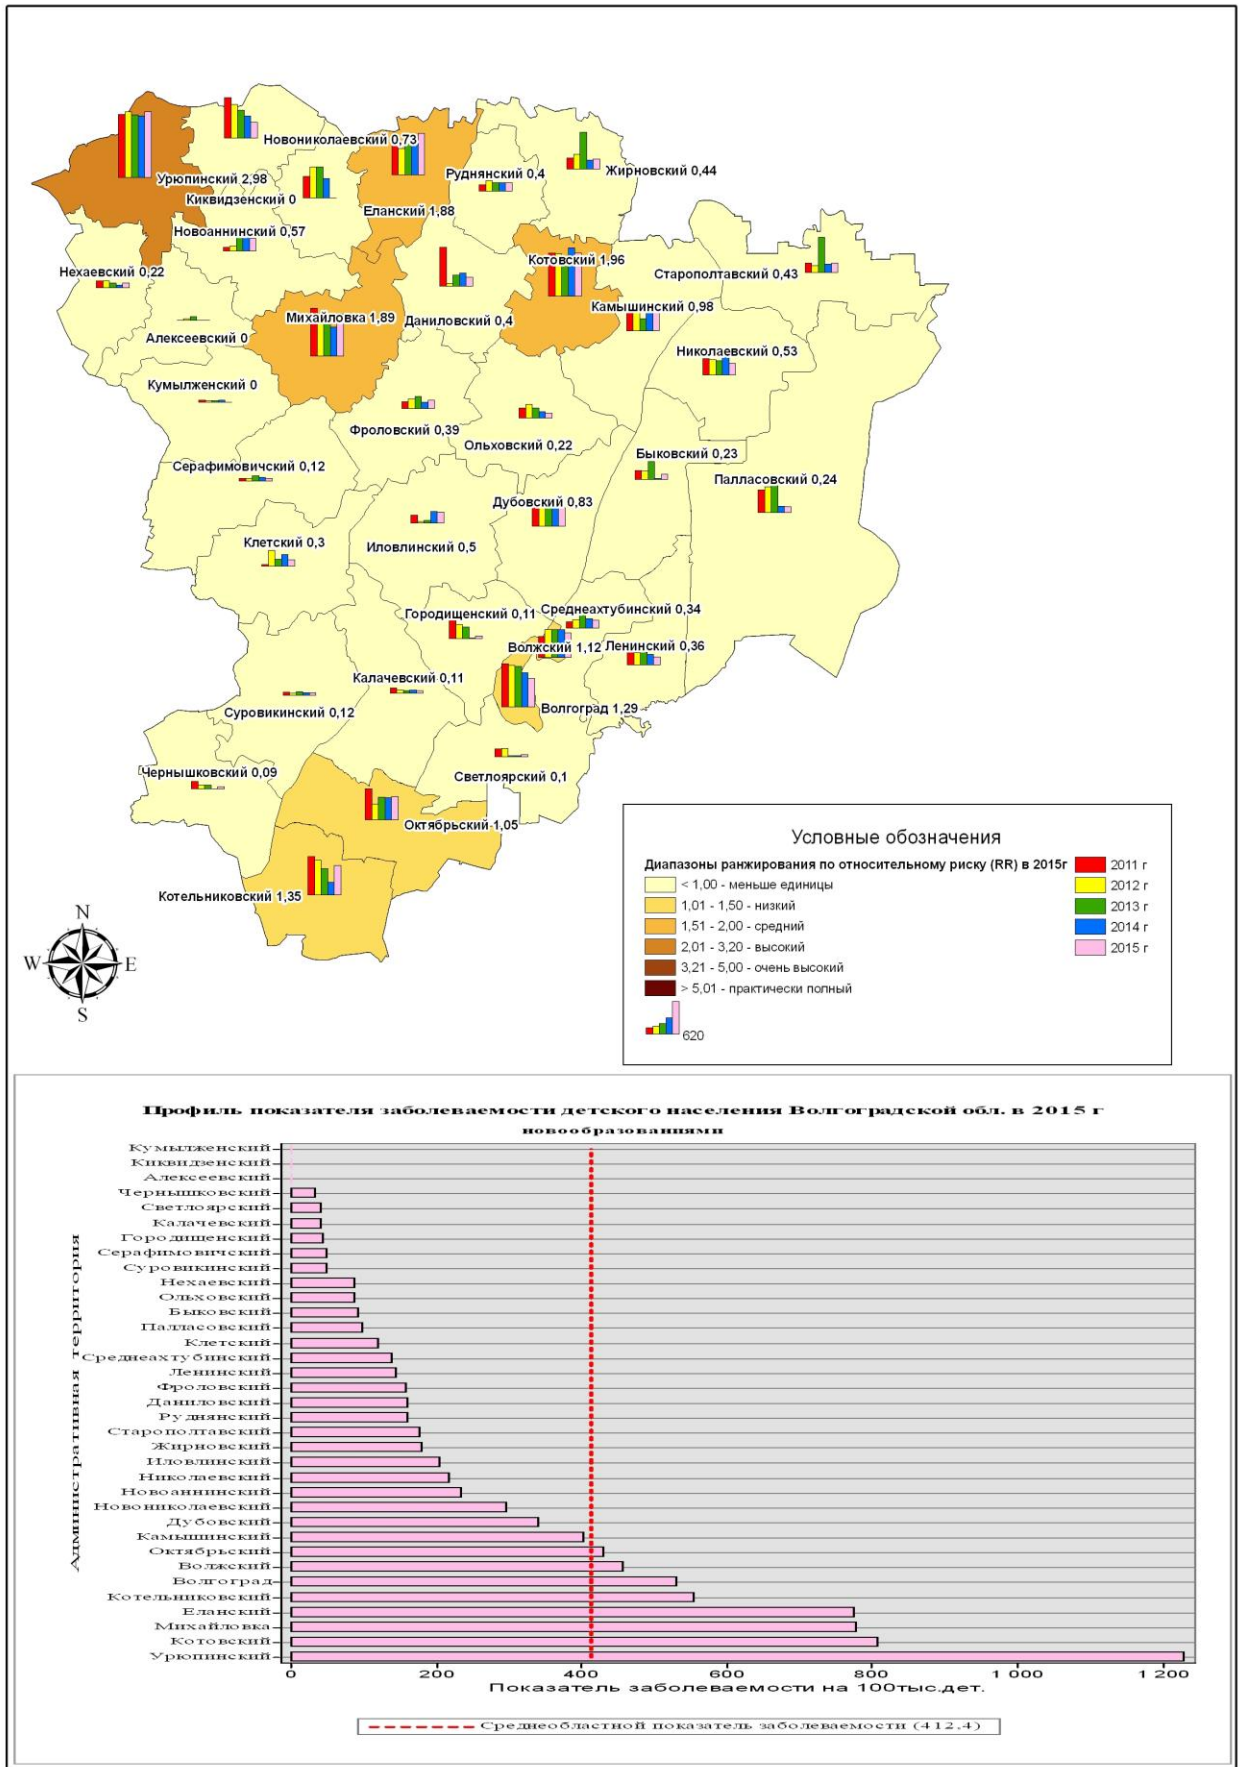 Новониколаевский 0,73
Урюпинский 2,98
Киквидзенский 0
Руднянский 0,4
Жирновский 0,44
Еланский 1,88
Новоаннинский 0,57
Нехаевский 0,22
Котовский 1,96
Старополтавский 0,43
Михайловка 1,89
Даниловский 0,4
Камышинский 0,98
Алексеевский 0
Николаевский 0,53
Кумылженский 0
Фроловский 0,39
Ольховский 0,22
Быковский 0,23
Серафимовичский 0,12
Палласовский 0,24
Дубовский 0,83
Клетский 0,3
Иловлинский 0,5
Городищенский 0,11
Среднеахтубинский 0,34
Волжский 1,12
Ленинский 0,36
Калачевский 0,11
Суровикинский 0,12
Волгоград 1,29
Чернышковский 0,09
Светлоярский 0,1
Октябрьский 1,05
Котельниковский 1,35
N
W
E
S
Условные обозначения
Диапазоны ранжирования по относительному риску (RR) в 2015г
< 1,00 - меньше единицы
1,01 - 1,50 - низкий
1,51 - 2,00 - средний
2,01 - 3,20 - высокий
3,21 - 5,00 - очень высокий
> 5,01 - практически полный
620
2011 г
2012 г
2013 г
2014 г
2015 г
Профиль показателя заболеваемости детского населения Волгоградской обл. в 2015 г
новообразованиями
Административная территория
Кумылженский
Киквидзенский
Алексеевский
Чернышковский
Светлоярский
Калачевский
Городищенский
Серафимовичский
Суровикинский
Нехаевский
Ольховский
Быковский
Палласовский
Клетский
Среднеахтубинский
Ленинский
Фроловский
Даниловский
Руднянский
Старополтавский
Жирновский
Иловлинский
Николаевский
Новоаннинский
Новониколаевский
Дубовский
Камышинский
Октябрьский
Волжский
Волгоград
Котельниковский
Еланский
Михайловка
Котовский
Урюпинский
0 200 400 600 800 1 000 1 200
Показатель заболеваемости на 100тыс.дет.
Среднеобластной показатель заболеваемости (412,4)